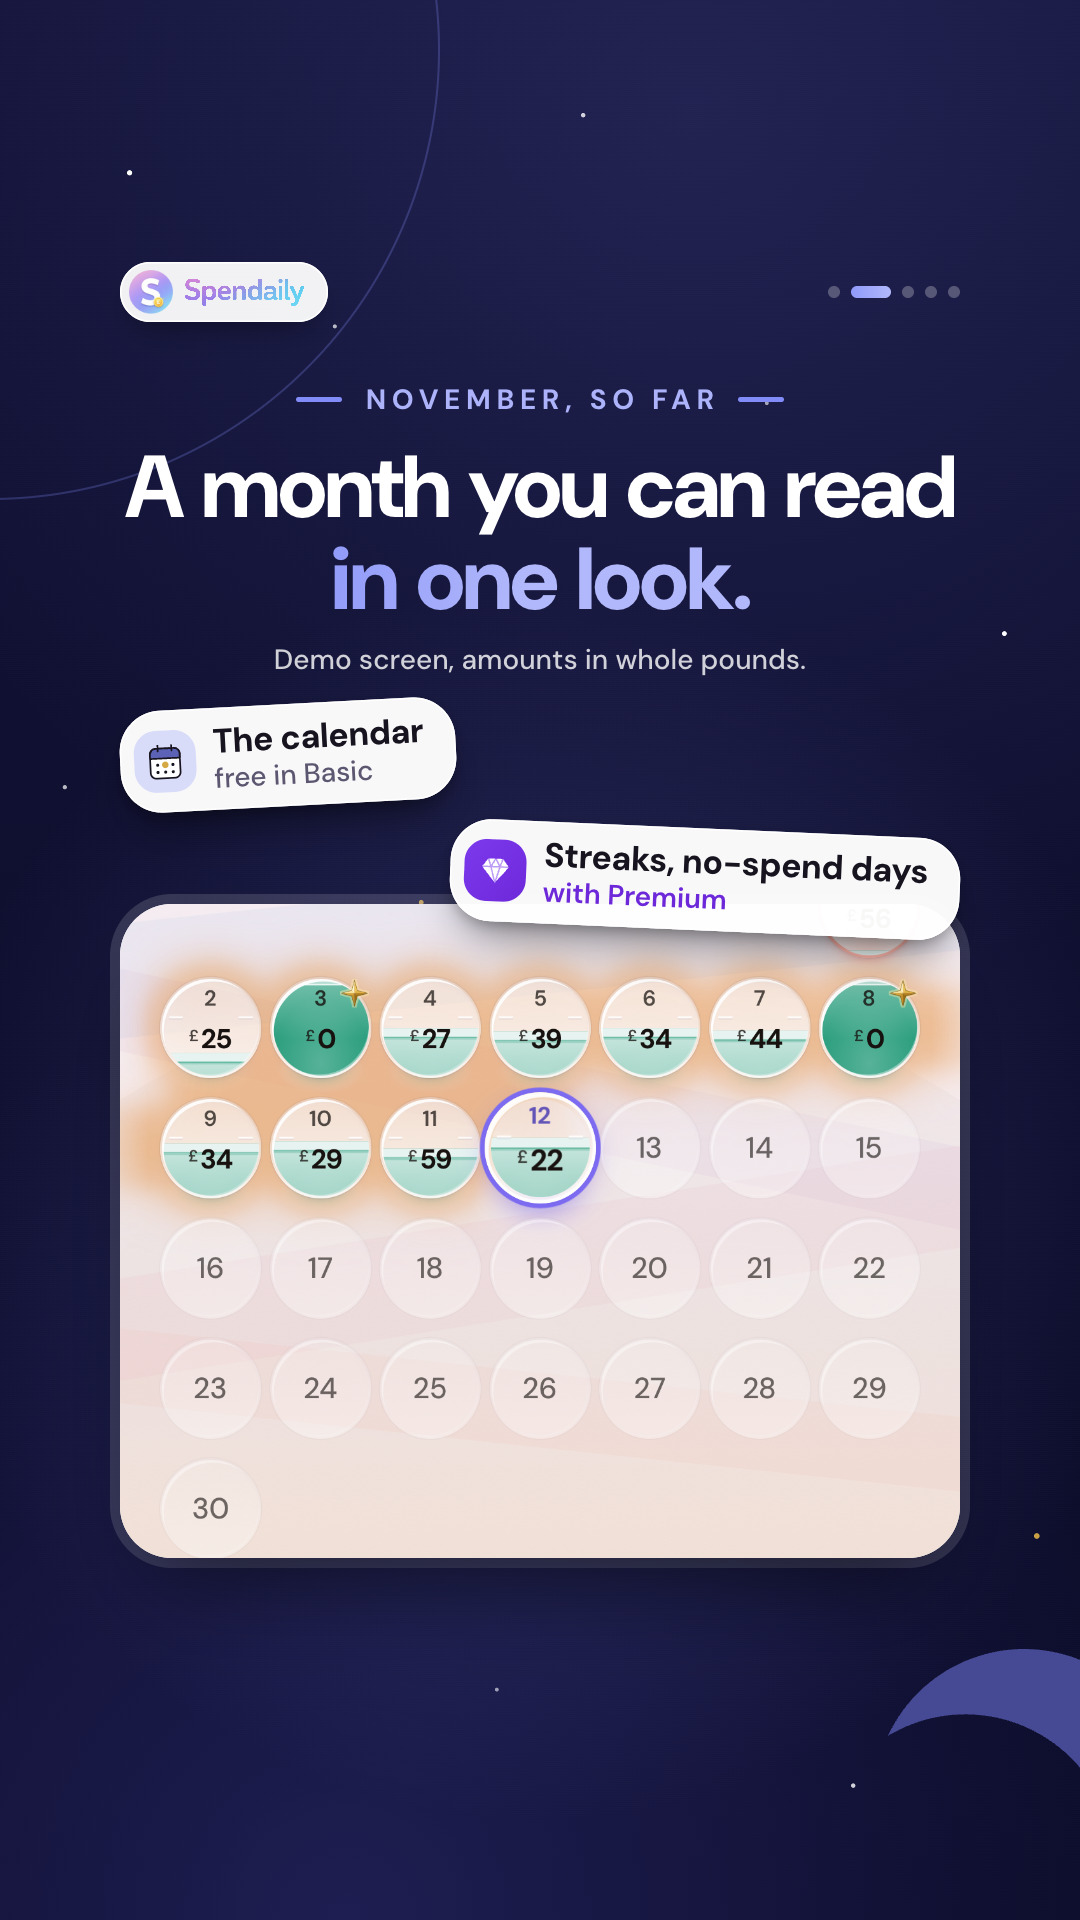 Spendaily
NOVEMBER, SO FAR
A month you can read
in one look.
Demo screen, amounts in whole pounds.
The calendar
free in Basic
Streaks, no-spend days
with Premium
£56
2 3 4 5 6 7 8
£25 £0 £27 £39 £34 £44 £0
9 10 11 12 13 14 15
£34 £29 £59 £22
16 17 18 19 20 21 22
23 24 25 26 27 28 29
30